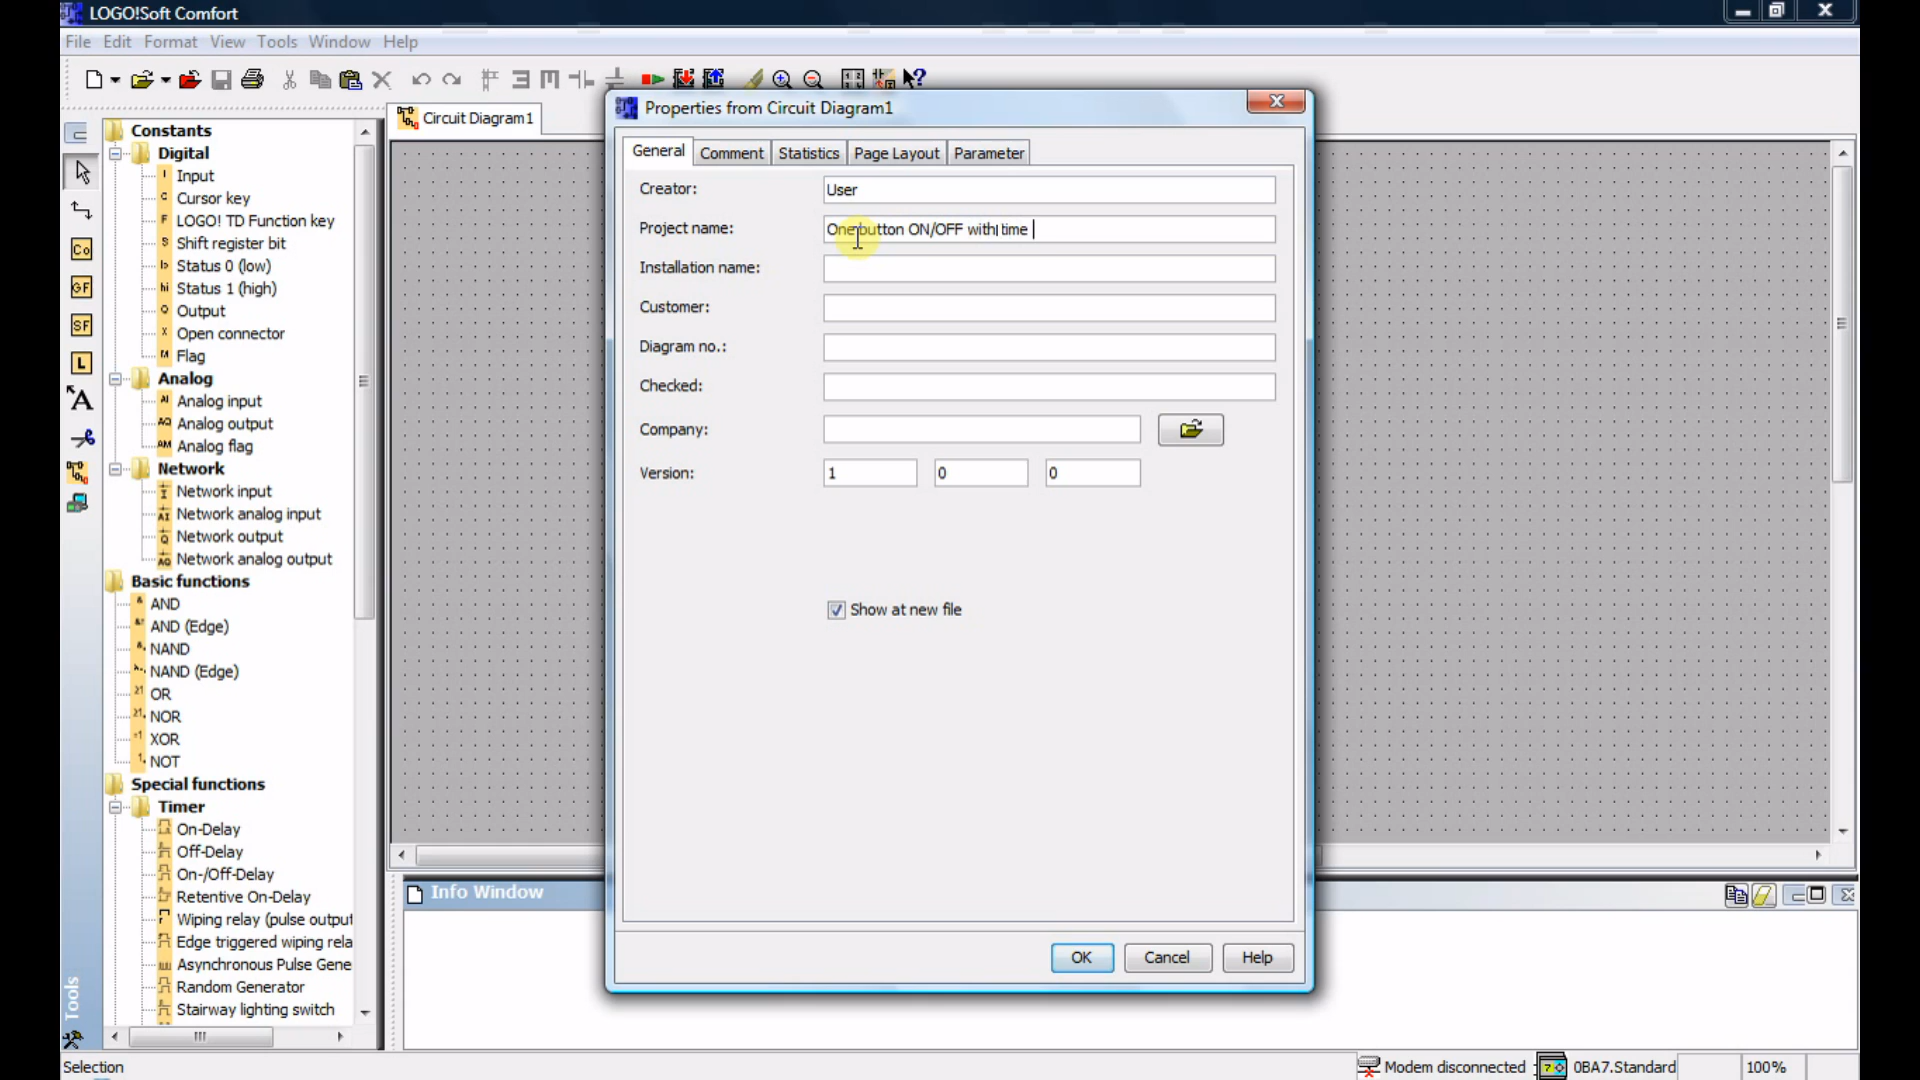 LOGO!Soft Comfort
File Edit Format View Tools Window Help
Circuit Diagram1
Constants
Digital
Input
Cursor key
LOGO! TD Function key
Shift register bit
Status 0 (low)
Status 1 (high)
Output
Open connector
Flag
Analog
Analog input
Analog output
Analog flag
Network
Network input
Network analog input
Network output
Network analog output
Basic functions
AND
AND (Edge)
NAND
NAND (Edge)
OR
NOR
XOR
NOT
Special functions
Timer
On-Delay
Off-Delay
On-/Off-Delay
Retentive On-Delay
Wiping relay (pulse output
Edge triggered wiping rela
Asynchronous Pulse Gene
Random Generator
Stairway lighting switch
Tools
Properties from Circuit Diagram1
General Comment Statistics Page Layout Parameter
Creator: User
Project name: One button ON/OFF with time
Installation name:
Customer:
Diagram no.:
Checked:
Company:
Version: 1 0 0
Show at new file
OK Cancel Help
Info Window
Selection Modem disconnected 0BA7.Standard 100%